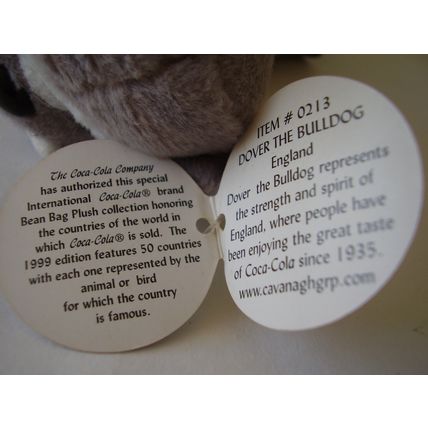 The Coca-Cola Company
has authorized this special
International Coca-Cola® brand
Bean Bag Plush collection honoring
the countries of the world in
which Coca-Cola® is sold. The
1999 edition features 50 countries
with each one represented by the
animal or bird
for which the country
is famous.
ITEM # 0213
DOVER THE BULLDOG
England
Dover the Bulldog represents
the strength and spirit of
England, where people have
been enjoying the great taste
of Coca-Cola since 1935.
www.cavanaghgrp.com